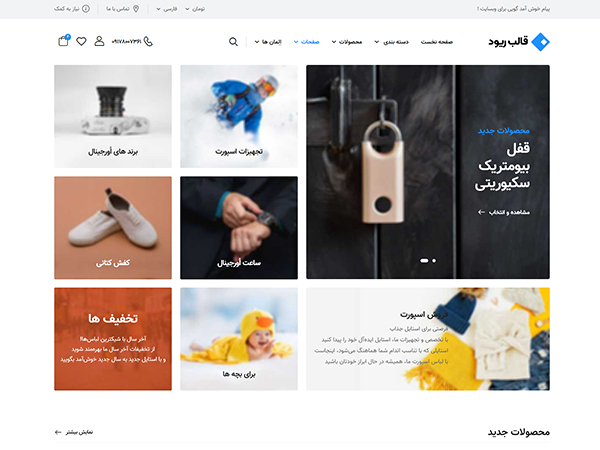 پیام خوش آمد گویی برای وبسایت !
تومان
فارسی
تماس با ما
نیاز به کمک
قالب ریود
صفحه نخست
دسته بندی
محصولات
صفحات
المان ها
۰۹۱۷۸۰۰۷۳۶۱
محصولات جدید
قفل
بیومتریک
سکیوریتی
مشاهده و انتخاب
تجهیزات اسپورت
برند های اورجینال
ساعت اورجینال
کفش کتانی
فروش اسپورت
فرصتی برای استایل جذاب
با تخصص و تجهیزات ما، استایل ایده‌آل خود را پیدا کنید
استایلی که با تناسب اندام شما هماهنگ می‌شود، اینجاست
با لباس اسپورت ما، همیشه در حال ابراز خودتان باشید
برای بچه ها
تخفیف ها
آخر سال با شیکترین لباس‌ها!
از تخفیفات آخر سال ما بهره‌مند شوید
و با استایل جدید به سال جدید خوش‌آمد بگویید
محصولات جدید
نمایش بیشتر